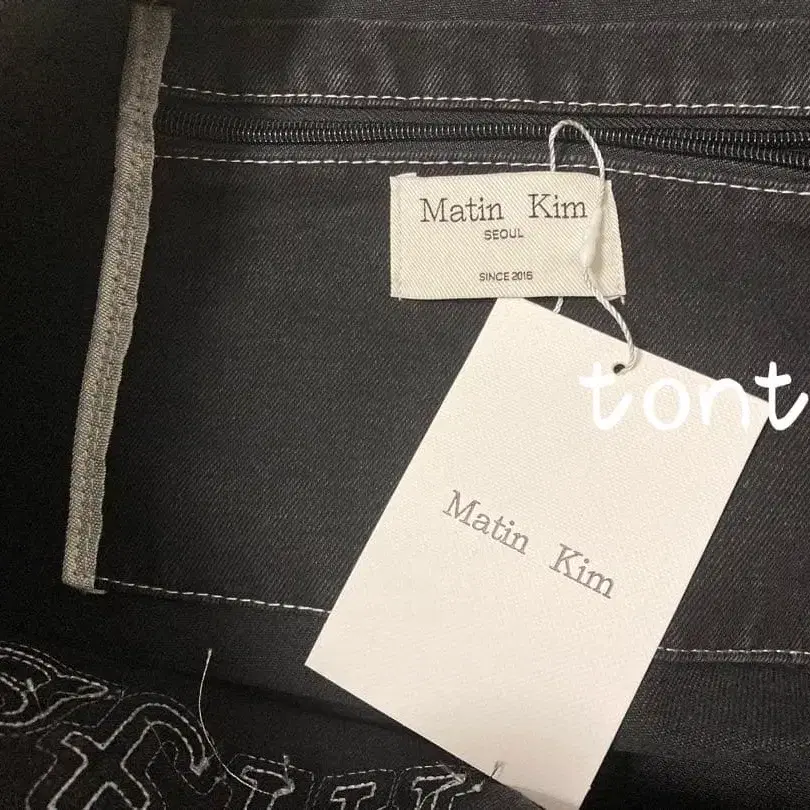 Matin Kim
SEOUL
SINCE 2016
tont
Matin Kim